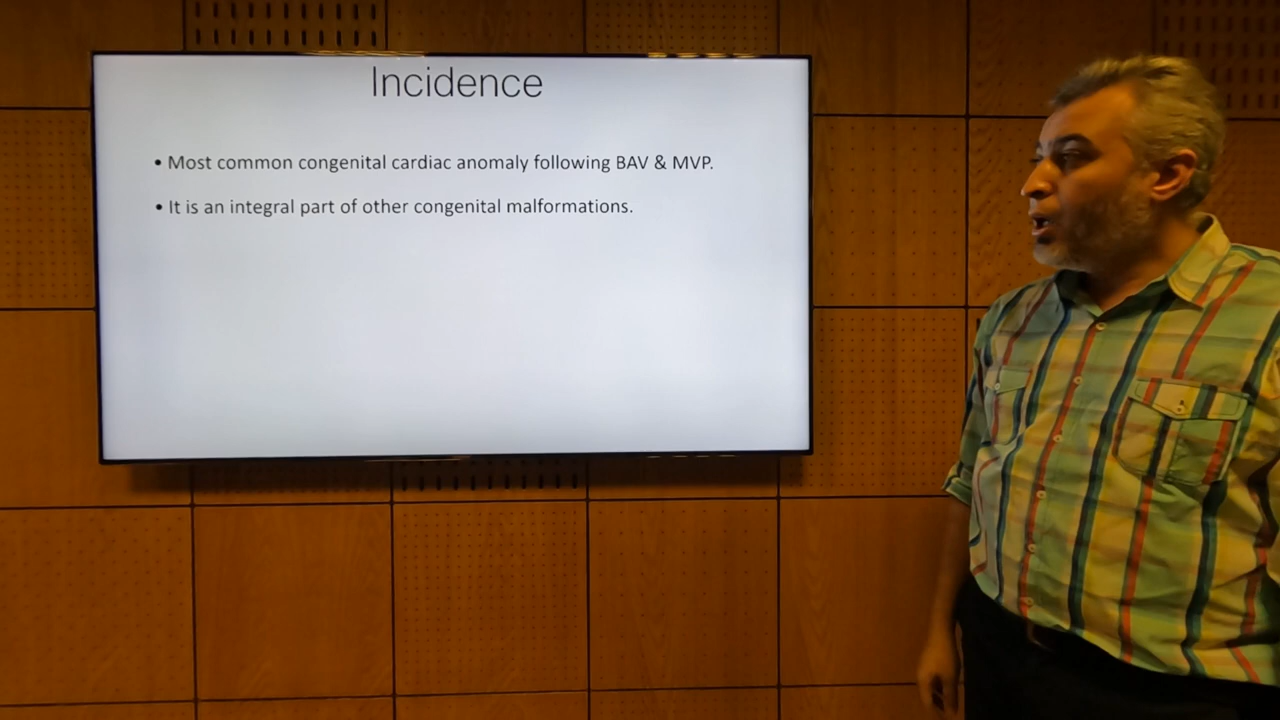 Incidence
• Most common congenital cardiac anomaly following BAV & MVP.
• It is an integral part of other congenital malformations.